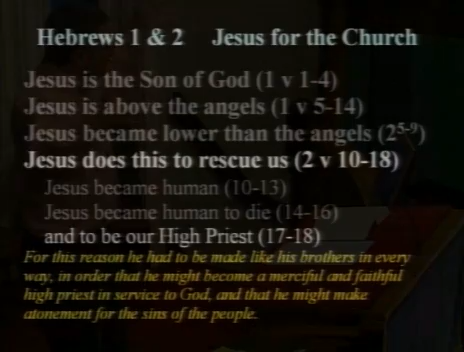 Hebrews 1 & 2 Jesus for the Church
Jesus is the Son of God (1 v 1-4)
Jesus is above the angels (1 v 5-14)
Jesus became lower than the angels (2⁵⁻⁹)
Jesus does this to rescue us (2 v 10-18)
Jesus became human (10-13)
Jesus became human to die (14-16)
and to be our High Priest (17-18)
For this reason he had to be made like his brothers in every
way, in order that he might become a merciful and faithful
high priest in service to God, and that he might make
atonement for the sins of the people.